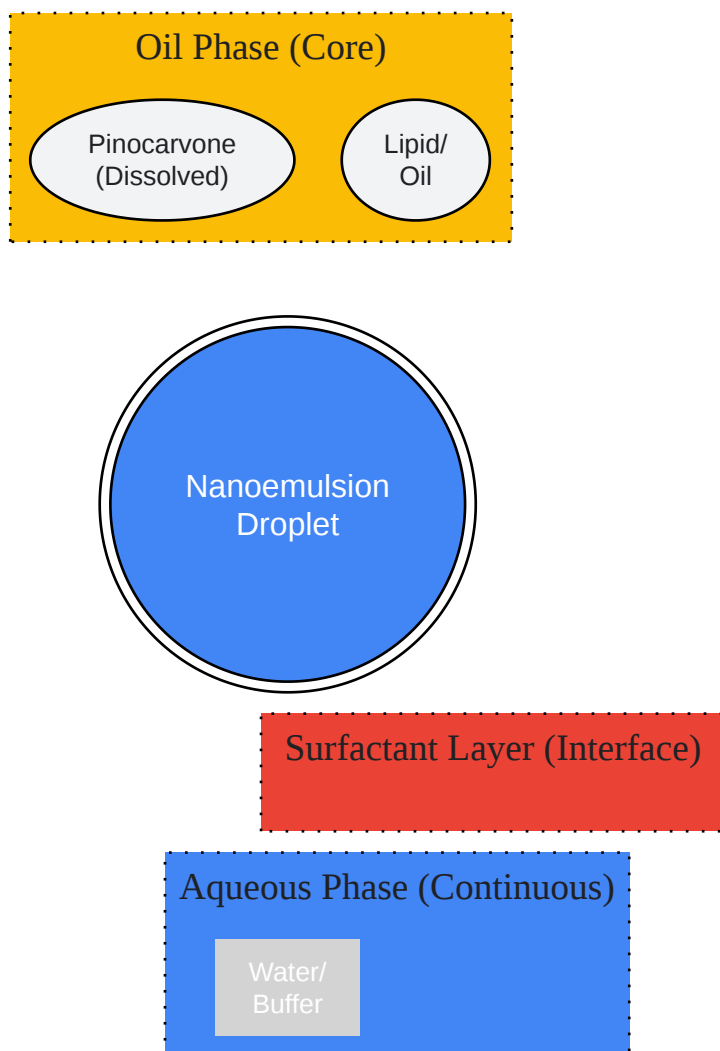 Oil Phase (Core)
Pinocarvone
(Dissolved)
Lipid/
Oil
Nanoemulsion
Droplet
Surfactant Layer (Interface)
Aqueous Phase (Continuous)
Water/
Buffer